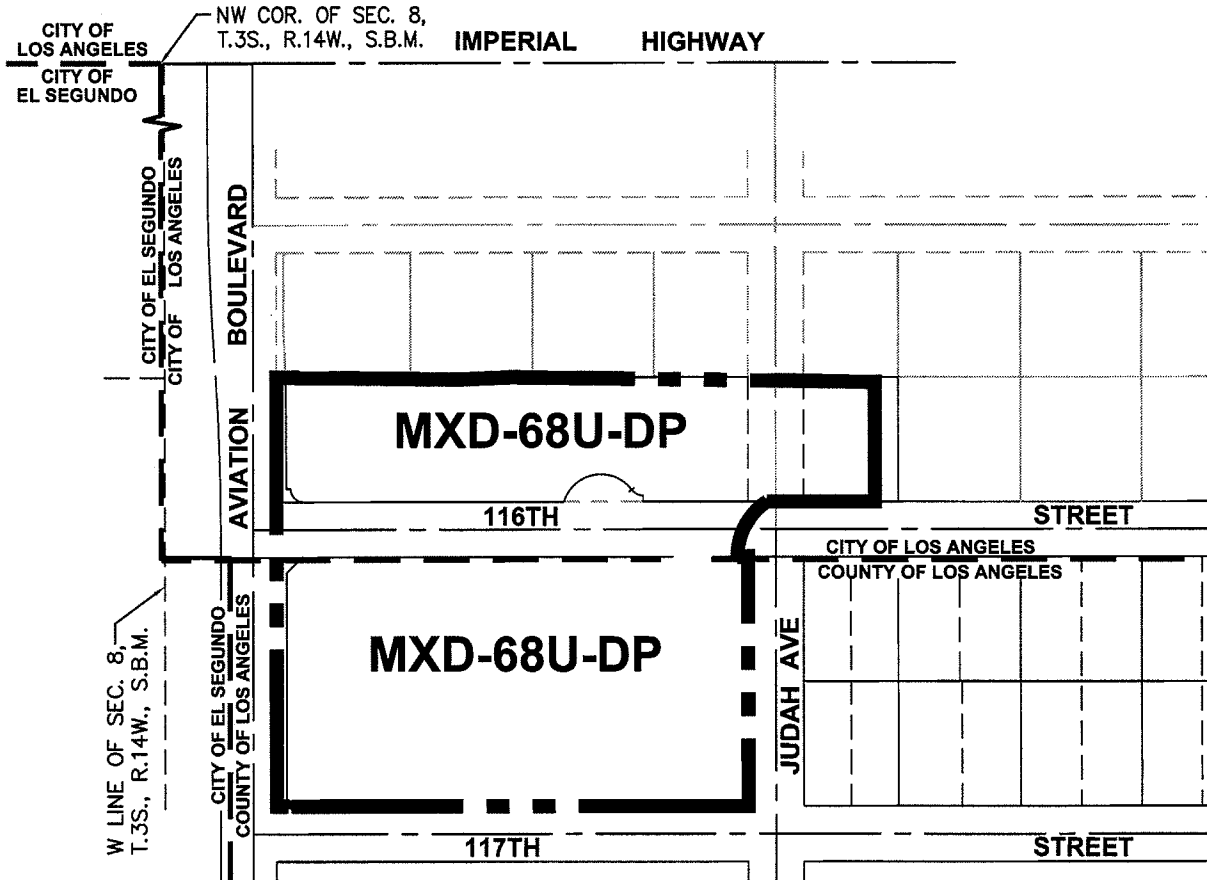 CITY OF
LOS ANGELES
CITY OF
EL SEGUNDO
NW COR. OF SEC. 8,
T.3S., R.14W., S.B.M.
IMPERIAL HIGHWAY
CITY OF EL SEGUNDO
CITY OF LOS ANGELES
AVIATION BOULEVARD
MXD-68U-DP
116TH STREET
CITY OF LOS ANGELES
COUNTY OF LOS ANGELES
MXD-68U-DP
JUDAH AVE
W LINE OF SEC. 8,
T.3S., R.14W., S.B.M.
CITY OF EL SEGUNDO
COUNTY OF LOS ANGELES
117TH STREET